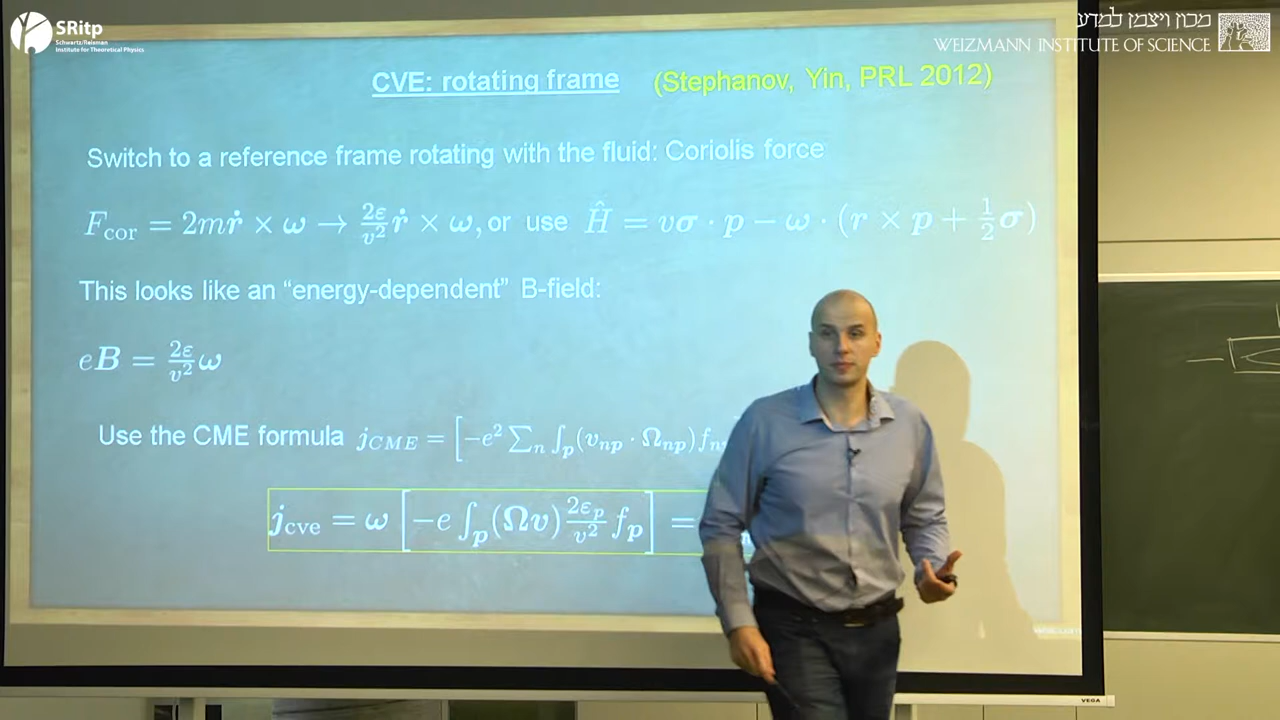 SRitp
Schwartz/Reisman
Institute for Theoretical Physics
מכון ויצמן למדע
WEIZMANN INSTITUTE OF SCIENCE
CVE: rotating frame (Stephanov, Yin, PRL 2012)
Switch to a reference frame rotating with the fluid: Coriolis force
F_cor = 2mṙ × ω → 2ε/v² ṙ × ω, or use Ĥ = vσ · p − ω · (r × p + 1/2 σ)
This looks like an “energy-dependent” B-field:
eB = 2ε/v² ω
Use the CME formula j_CME = [−e² ∑_n ∫_p (v_np · Ω_np) f_n
j_cve = ω [−e ∫_p (Ωv) 2ε_p/v² f_p] =
VEGA